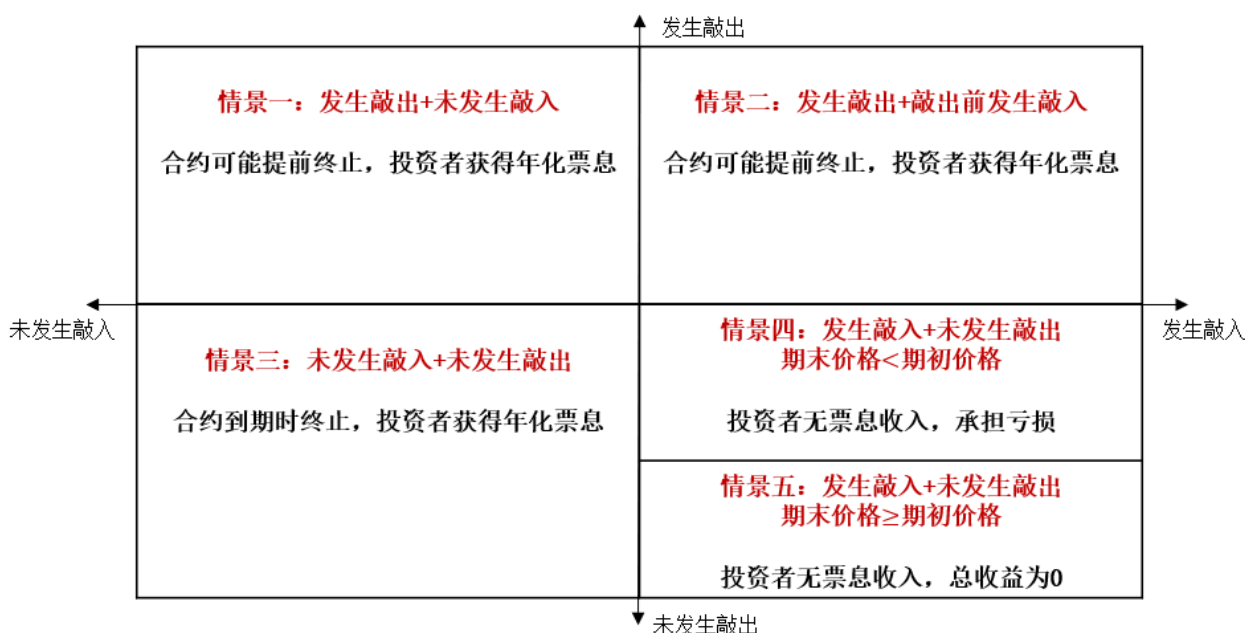 发生敲出
情景一：发生敲出+未发生敲入
合约可能提前终止，投资者获得年化票息
情景二：发生敲出+敲出前发生敲入
合约可能提前终止，投资者获得年化票息
未发生敲入
发生敲入
情景三：未发生敲入+未发生敲出
合约到期时终止，投资者获得年化票息
情景四：发生敲入+未发生敲出
期末价格<期初价格
投资者无票息收入，承担亏损
情景五：发生敲入+未发生敲出
期末价格≥期初价格
投资者无票息收入，总收益为0
未发生敲出